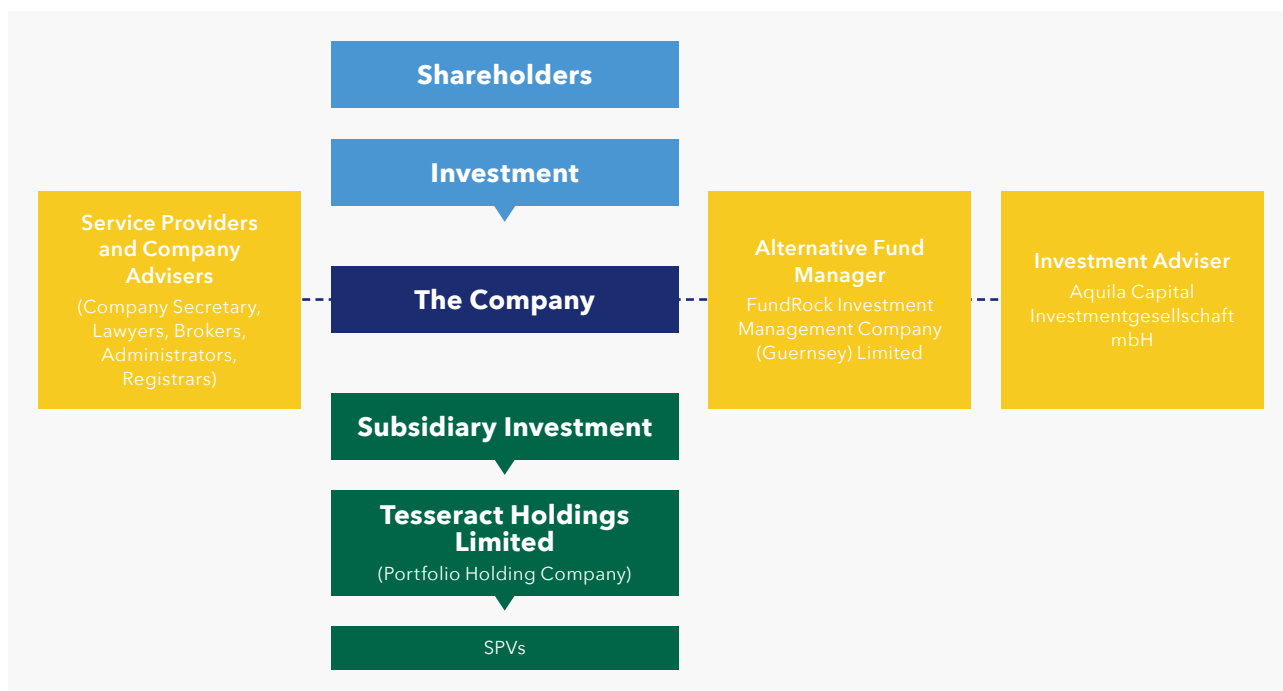 Shareholders
Investment
Service Providers
and Company
Advisers
(Company Secretary,
Lawyers, Brokers,
Administrators,
Registrars)
The Company
Alternative Fund
Manager
FundRock Investment
Management Company
(Guernsey) Limited
Investment Adviser
Aquila Capital
Investmentgesellschaft
mbH
Subsidiary Investment
Tesseract Holdings
Limited
(Portfolio Holding Company)
SPVs